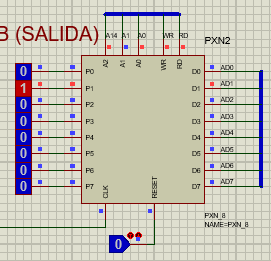 B (SALIDA)
A14 A1 A0 WR RD
PXN2
A2 A1 A0 WR RD
0 P0 D0 AD0
1 P1 D1 AD1
0 P2 D2 AD2
0 P3 D3 AD3
0 P4 D4 AD4
0 P5 D5 AD5
0 P6 D6 AD6
0 P7 D7 AD7
CLK RESET
PXN_8
NAME=PXN_8
0